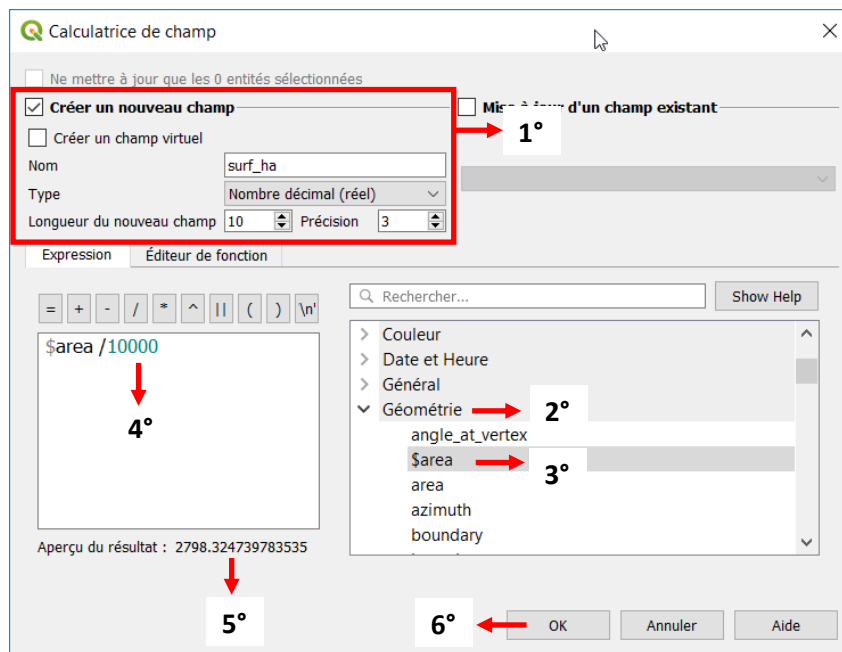 Calculatrice de champ
Ne mettre à jour que les 0 entités sélectionnées
Créer un nouveau champ
Mise à jour d'un champ existant
1°
Créer un champ virtuel
Nom surf_ha
Type Nombre décimal (réel)
Longueur du nouveau champ 10 Précision 3
Expression Éditeur de fonction
= + - / * ^ || ( ) \n'
Rechercher... Show Help
$area /10000
4°
Couleur
Date et Heure
Général
Géométrie 2°
angle_at_vertex
$area 3°
area
azimuth
boundary
Aperçu du résultat : 2798.324739783535
5°
6° OK Annuler Aide